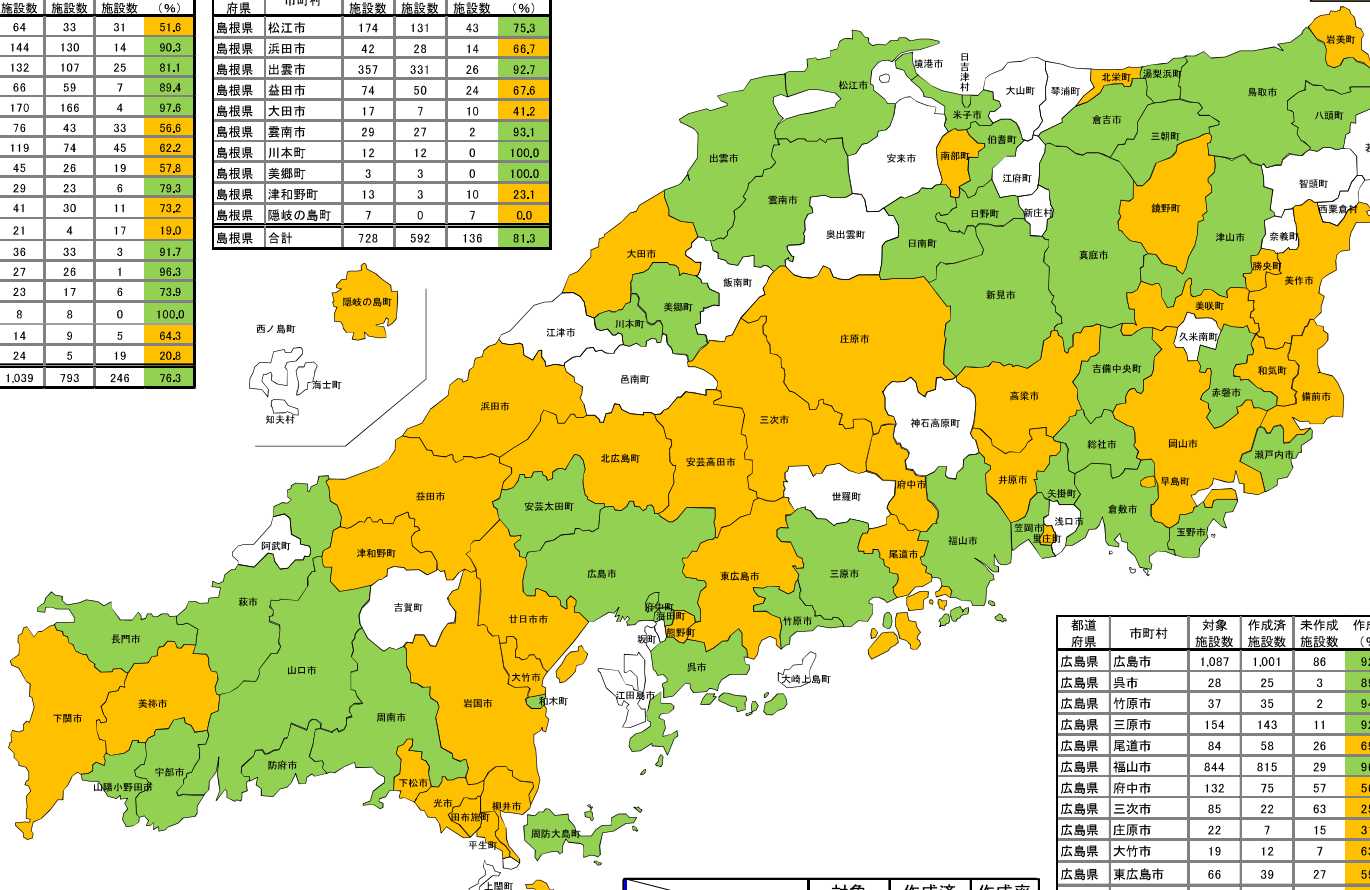 施設数 施設数 施設数 (%)
64 33 31 51.6
144 130 14 90.3
132 107 25 81.1
66 59 7 89.4
170 166 4 97.6
76 43 33 56.6
119 74 45 62.2
45 26 19 57.8
29 23 6 79.3
41 30 11 73.2
21 4 17 19.0
36 33 3 91.7
27 26 1 96.3
23 17 6 73.9
8 8 0 100.0
14 9 5 64.3
24 5 19 20.8
1,039 793 246 76.3
府県 市町村 施設数 施設数 施設数 (%)
島根県 松江市 174 131 43 75.3
島根県 浜田市 42 28 14 66.7
島根県 出雲市 357 331 26 92.7
島根県 益田市 74 50 24 67.6
島根県 大田市 17 7 10 41.2
島根県 雲南市 29 27 2 93.1
島根県 川本町 12 12 0 100.0
島根県 美郷町 3 3 0 100.0
島根県 津和野町 13 3 10 23.1
島根県 隠岐の島町 7 0 7 0.0
島根県 合計 728 592 136 81.3
岩美町
境港市
日吉津村
松江市
大山町
琴浦町
北栄町
湯梨浜町
鳥取市
八頭町
米子市
倉吉市
三朝町
伯耆町
南部町
安来市
出雲市
江府町
智頭町
雲南市
鏡野町
西粟倉村
日野町
新庄村
奥出雲町
日南町
津山市
奈義町
大田市
真庭市
勝央町
美作市
飯南町
新見市
隠岐の島町
美郷町
美咲町
川本町
西ノ島町
江津市
庄原市
久米南町
吉備中央町
和気町
邑南町
海士町
赤磐市
備前市
高梁市
浜田市
知夫村
三次市
神石高原町
総社市
岡山市
瀬戸内市
北広島町
安芸高田市
井原市
早島町
府中市
益田市
世羅町
矢掛町
安芸太田町
倉敷市
浅口市
笠岡市
玉野市
里庄町
福山市
阿武町
津和野町
尾道市
広島市
東広島市
三原市
萩市
吉賀町
府中町
海田町
廿日市市
竹原市
熊野町
長門市
坂町
山口市
呉市
大竹市
大崎上島町
江田島市
和木町
美祢市
岩国市
下関市
周南市
防府市
宇部市
下松市
山陽小野田市
光市
柳井市
田布施町
周防大島町
平生町
上関町
都道府県 市町村 対象施設数 作成済施設数 未作成施設数
広島県 広島市 1,087 1,001 86
広島県 呉市 28 25 3
広島県 竹原市 37 35 2
広島県 三原市 154 143 11
広島県 尾道市 84 58 26
広島県 福山市 844 815 29
広島県 府中市 132 75 57
広島県 三次市 85 22 63
広島県 庄原市 22 7 15
広島県 大竹市 19 12 7
広島県 東広島市 66 39 27
対象 作成済 作成率